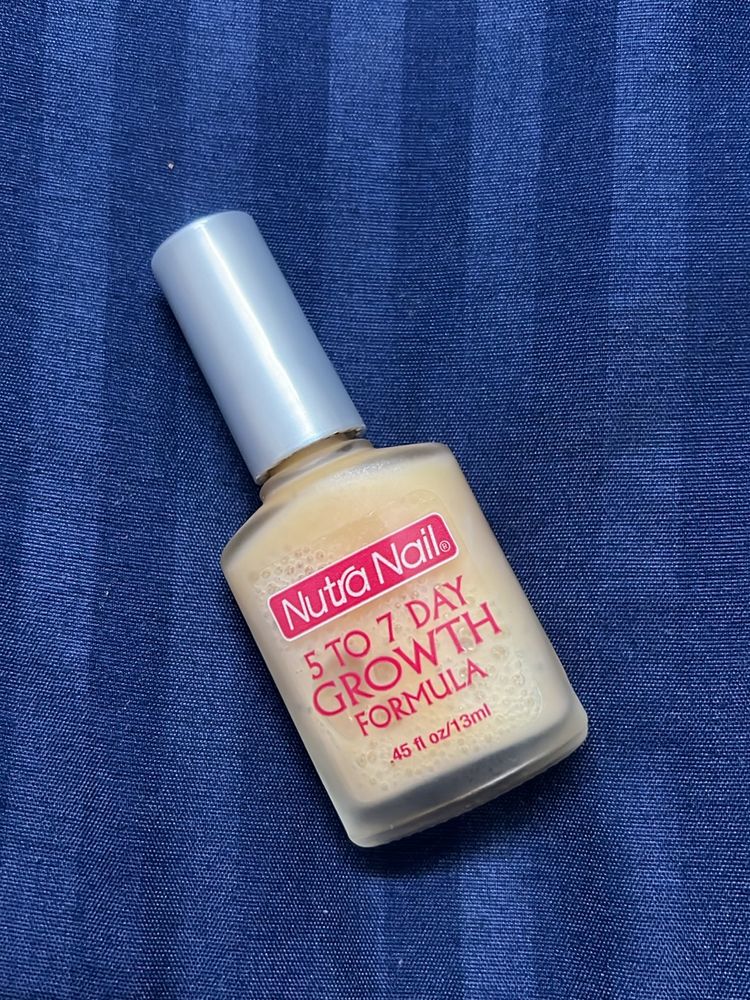 Nutra Nail®
5 TO 7 DAY
GROWTH
FORMULA
.45 fl oz/13ml